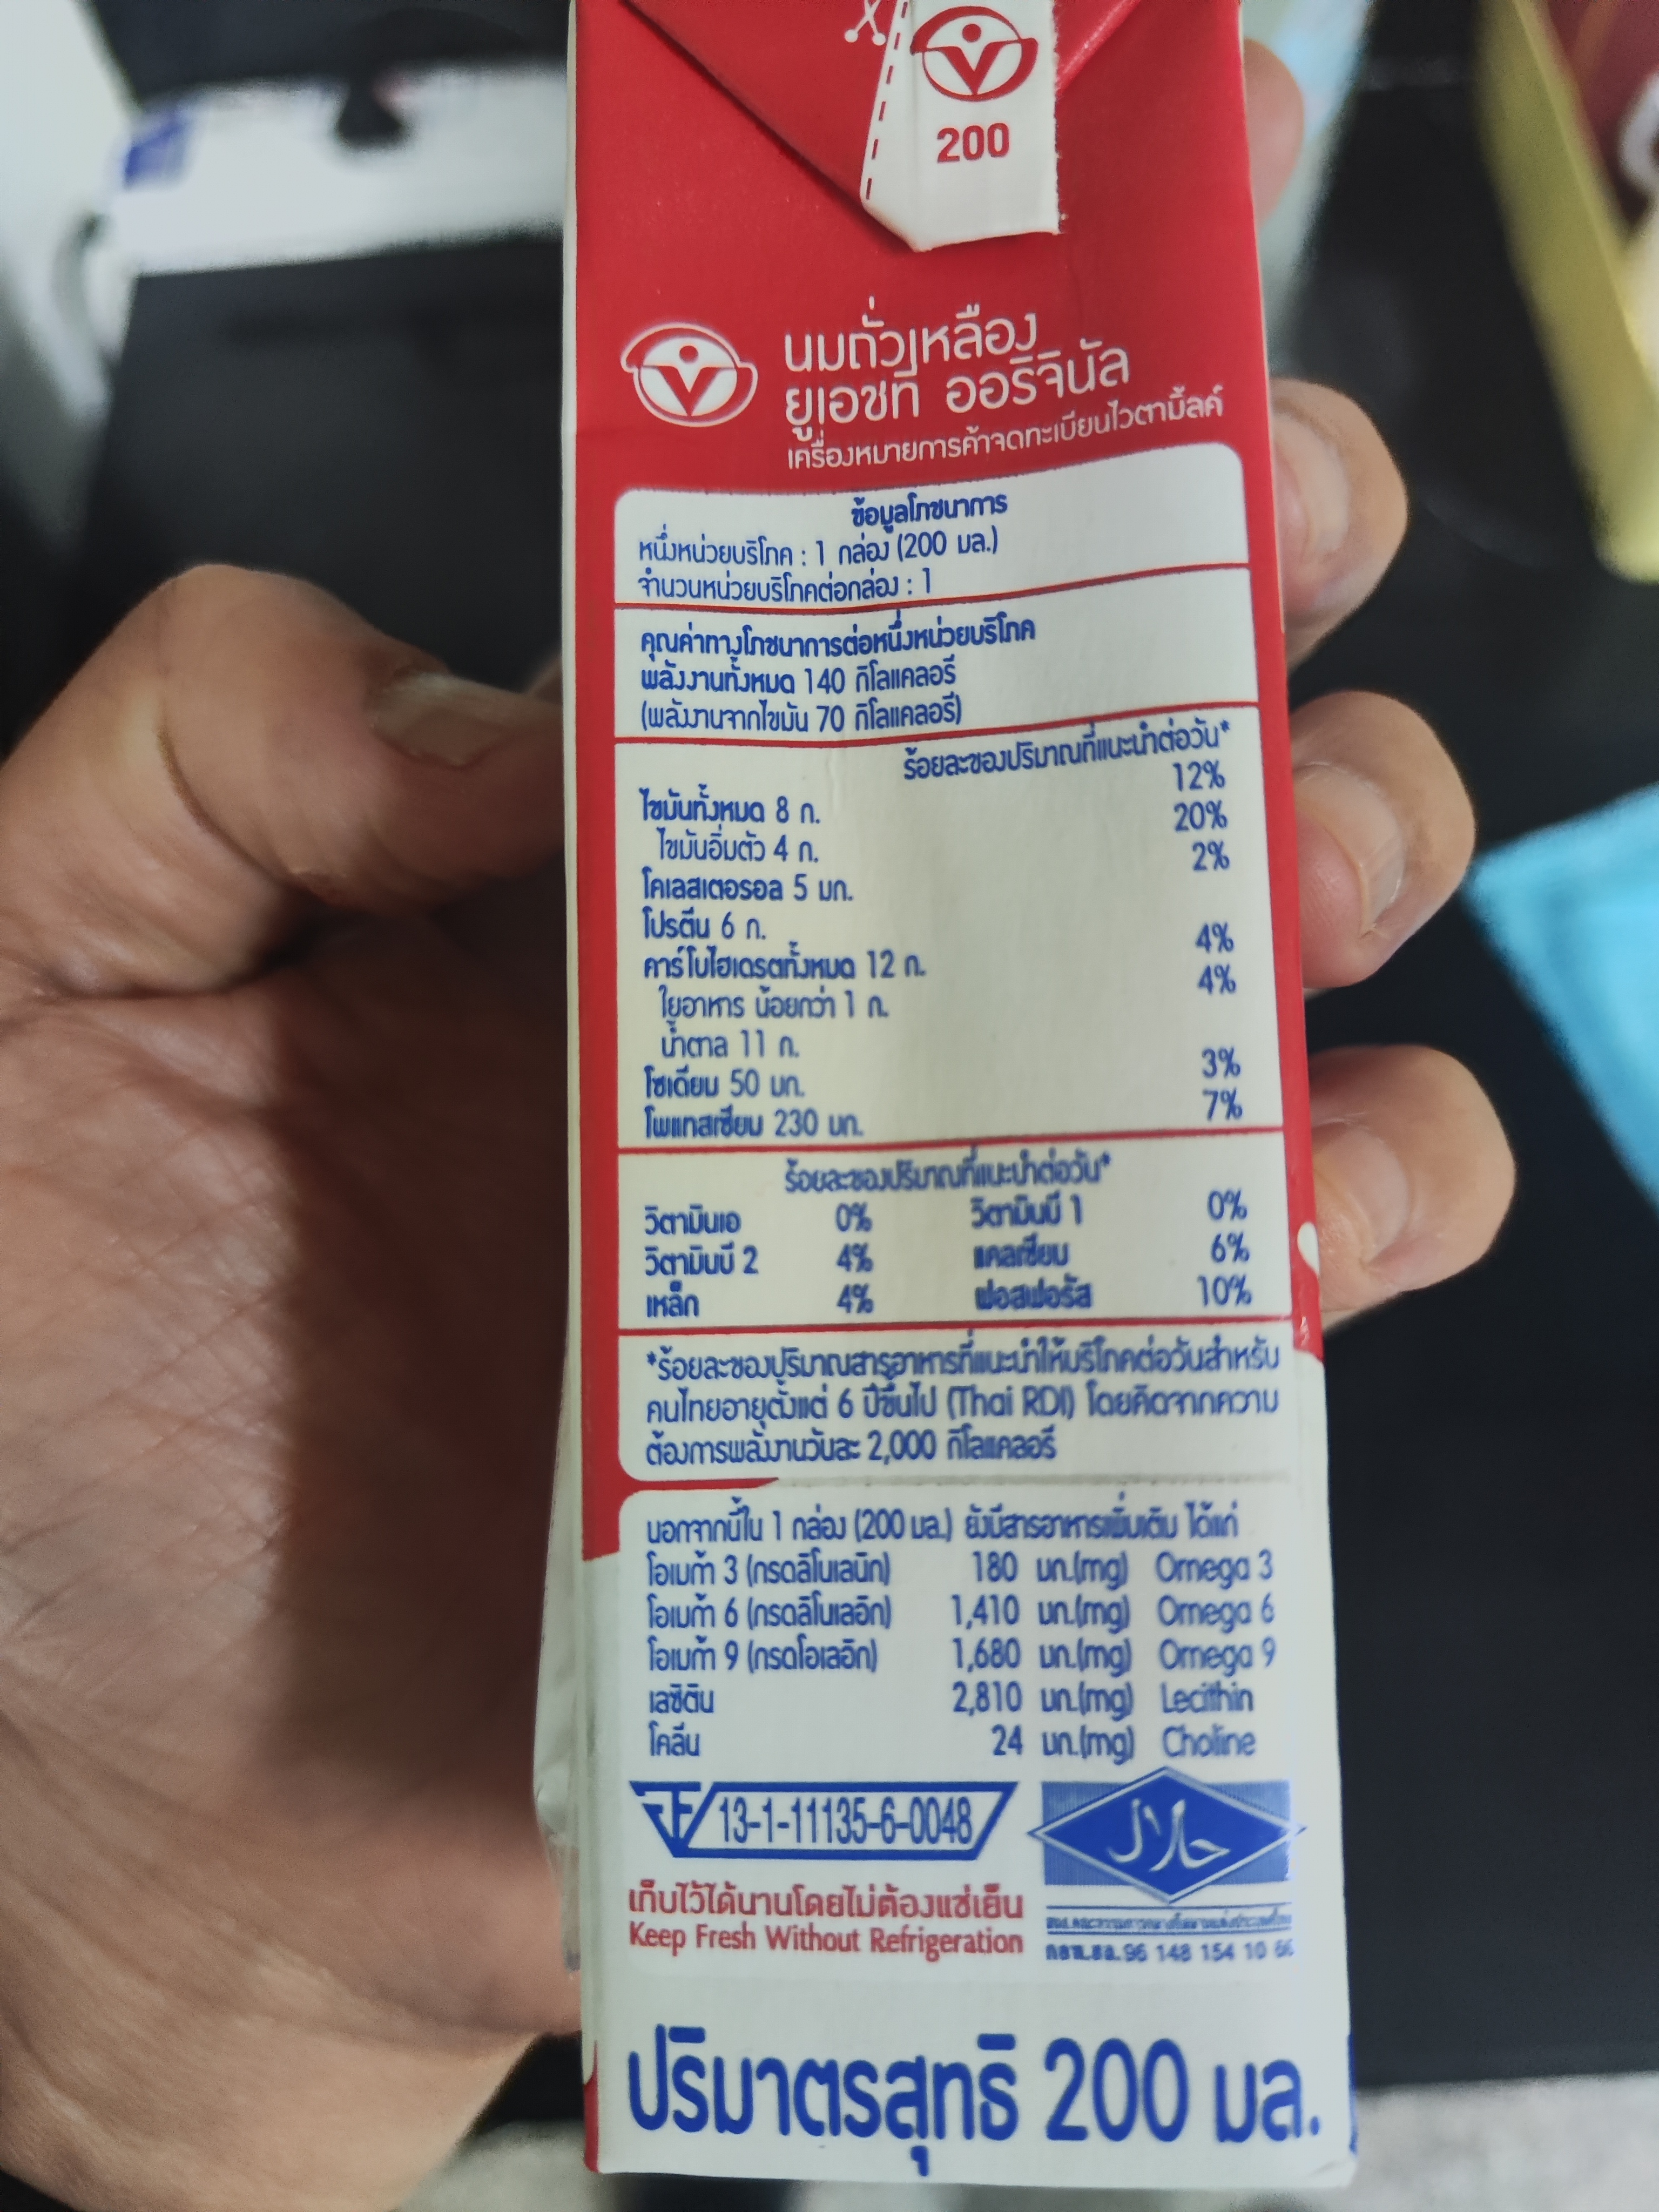 200
นมถั่วเหลือง
ยูเอชที ออริจินัล
เครื่องหมายการค้าจดทะเบียนไวตามิ้ลค์
ข้อมูลโภชนาการ
หนึ่งหน่วยบริโภค : 1 กล่อง (200 มล.)
จำนวนหน่วยบริโภคต่อกล่อง : 1
คุณค่าทางโภชนาการต่อหนึ่งหน่วยบริโภค
พลังงานทั้งหมด 140 กิโลแคลอรี
(พลังงานจากไขมัน 70 กิโลแคลอรี)
ร้อยละของปริมาณที่แนะนำต่อวัน*
ไขมันทั้งหมด 8 ก. 12%
ไขมันอิ่มตัว 4 ก. 20%
โคเลสเตอรอล 5 มก. 2%
โปรตีน 6 ก.
คาร์โบไฮเดรตทั้งหมด 12 ก. 4%
ใยอาหาร น้อยกว่า 1 ก. 4%
น้ำตาล 11 ก.
โซเดียม 50 มก. 3%
โพแทสเซียม 230 มก. 7%
ร้อยละของปริมาณที่แนะนำต่อวัน*
วิตามินเอ 0% วิตามินบี 1 0%
วิตามินบี 2 4% แคลเซียม 6%
เหล็ก 4% ฟอสฟอรัส 10%
*ร้อยละของปริมาณสารอาหารที่แนะนำให้บริโภคต่อวันสำหรับ
คนไทยอายุตั้งแต่ 6 ปีขึ้นไป (Thai RDI) โดยคิดจากความ
ต้องการพลังงานวันละ 2,000 กิโลแคลอรี
นอกจากนี้ใน 1 กล่อง (200 มล.) ยังมีสารอาหารเพิ่มเติม ได้แก่
โอเมก้า 3 (กรดลิโนเลนิก) 180 มก.(mg) Omega 3
โอเมก้า 6 (กรดลิโนเลอิก) 1,410 มก.(mg) Omega 6
โอเมก้า 9 (กรดโอเลอิก) 1,680 มก.(mg) Omega 9
เลซิติน 2,810 มก.(mg) Lecithin
โคลีน 24 มก.(mg) Choline
13-1-11135-6-0048
حلال
เก็บไว้ได้นานโดยไม่ต้องแช่เย็น
Keep Fresh Without Refrigeration
กอท.ฮล. 96 148 154 10
ปริมาตรสุทธิ 200 มล.